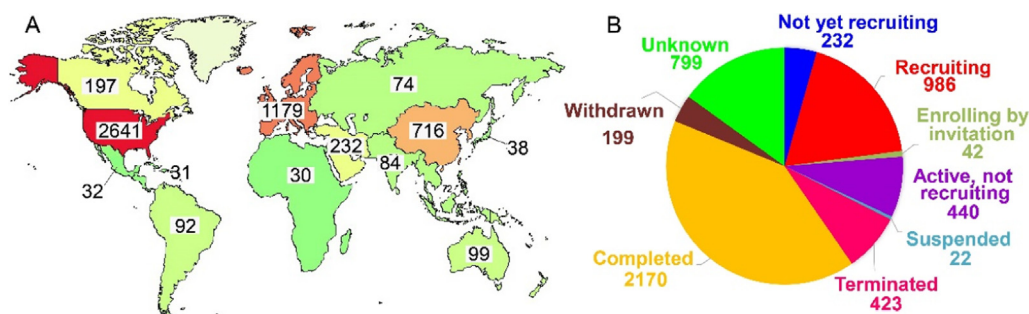 A
197
2641
32
31
92
1179
74
716
38
232
84
30
99
B
Unknown
799
Not yet recruiting
232
Recruiting
986
Enrolling by
invitation
42
Active, not
recruiting
440
Suspended
22
Terminated
423
Completed
2170
Withdrawn
199